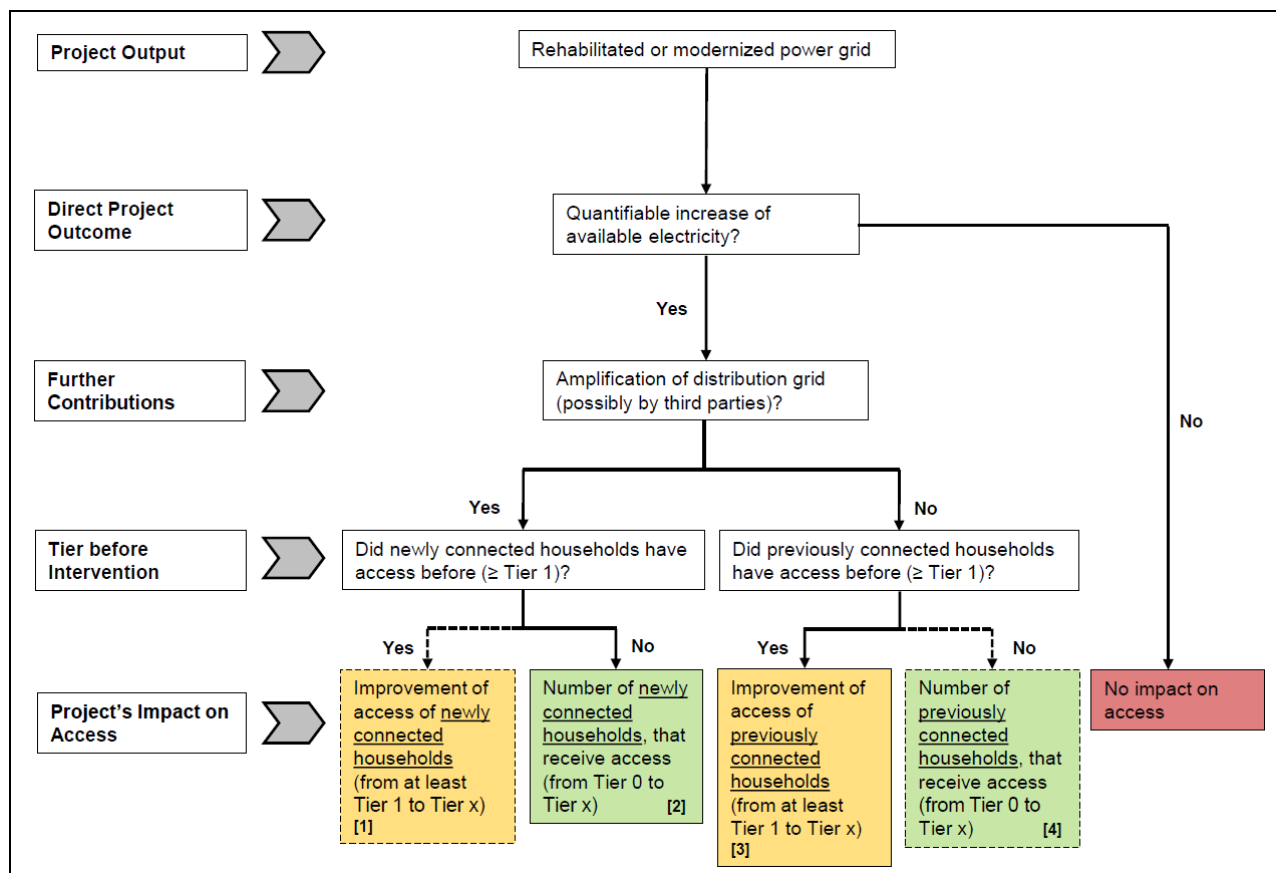 Project Output
Rehabilitated or modernized power grid
Direct Project
Outcome
Quantifiable increase of
available electricity?
Yes
Further
Contributions
Amplification of distribution grid
(possibly by third parties)?
No
Yes
No
Tier before
Intervention
Did newly connected households have
access before (≥ Tier 1)?
Did previously connected households
have access before (≥ Tier 1)?
Yes
No
Yes
No
Project's Impact on
Access
Improvement of
access of newly
connected
households
(from at least
Tier 1 to Tier x)
[1]
Number of newly
connected
households, that
receive access
(from Tier 0 to
Tier x) [2]
Improvement of
access of
previously
connected
households
(from at least
Tier 1 to Tier x)
[3]
Number of
previously
connected
households, that
receive access
(from Tier 0 to
Tier x) [4]
No impact on
access